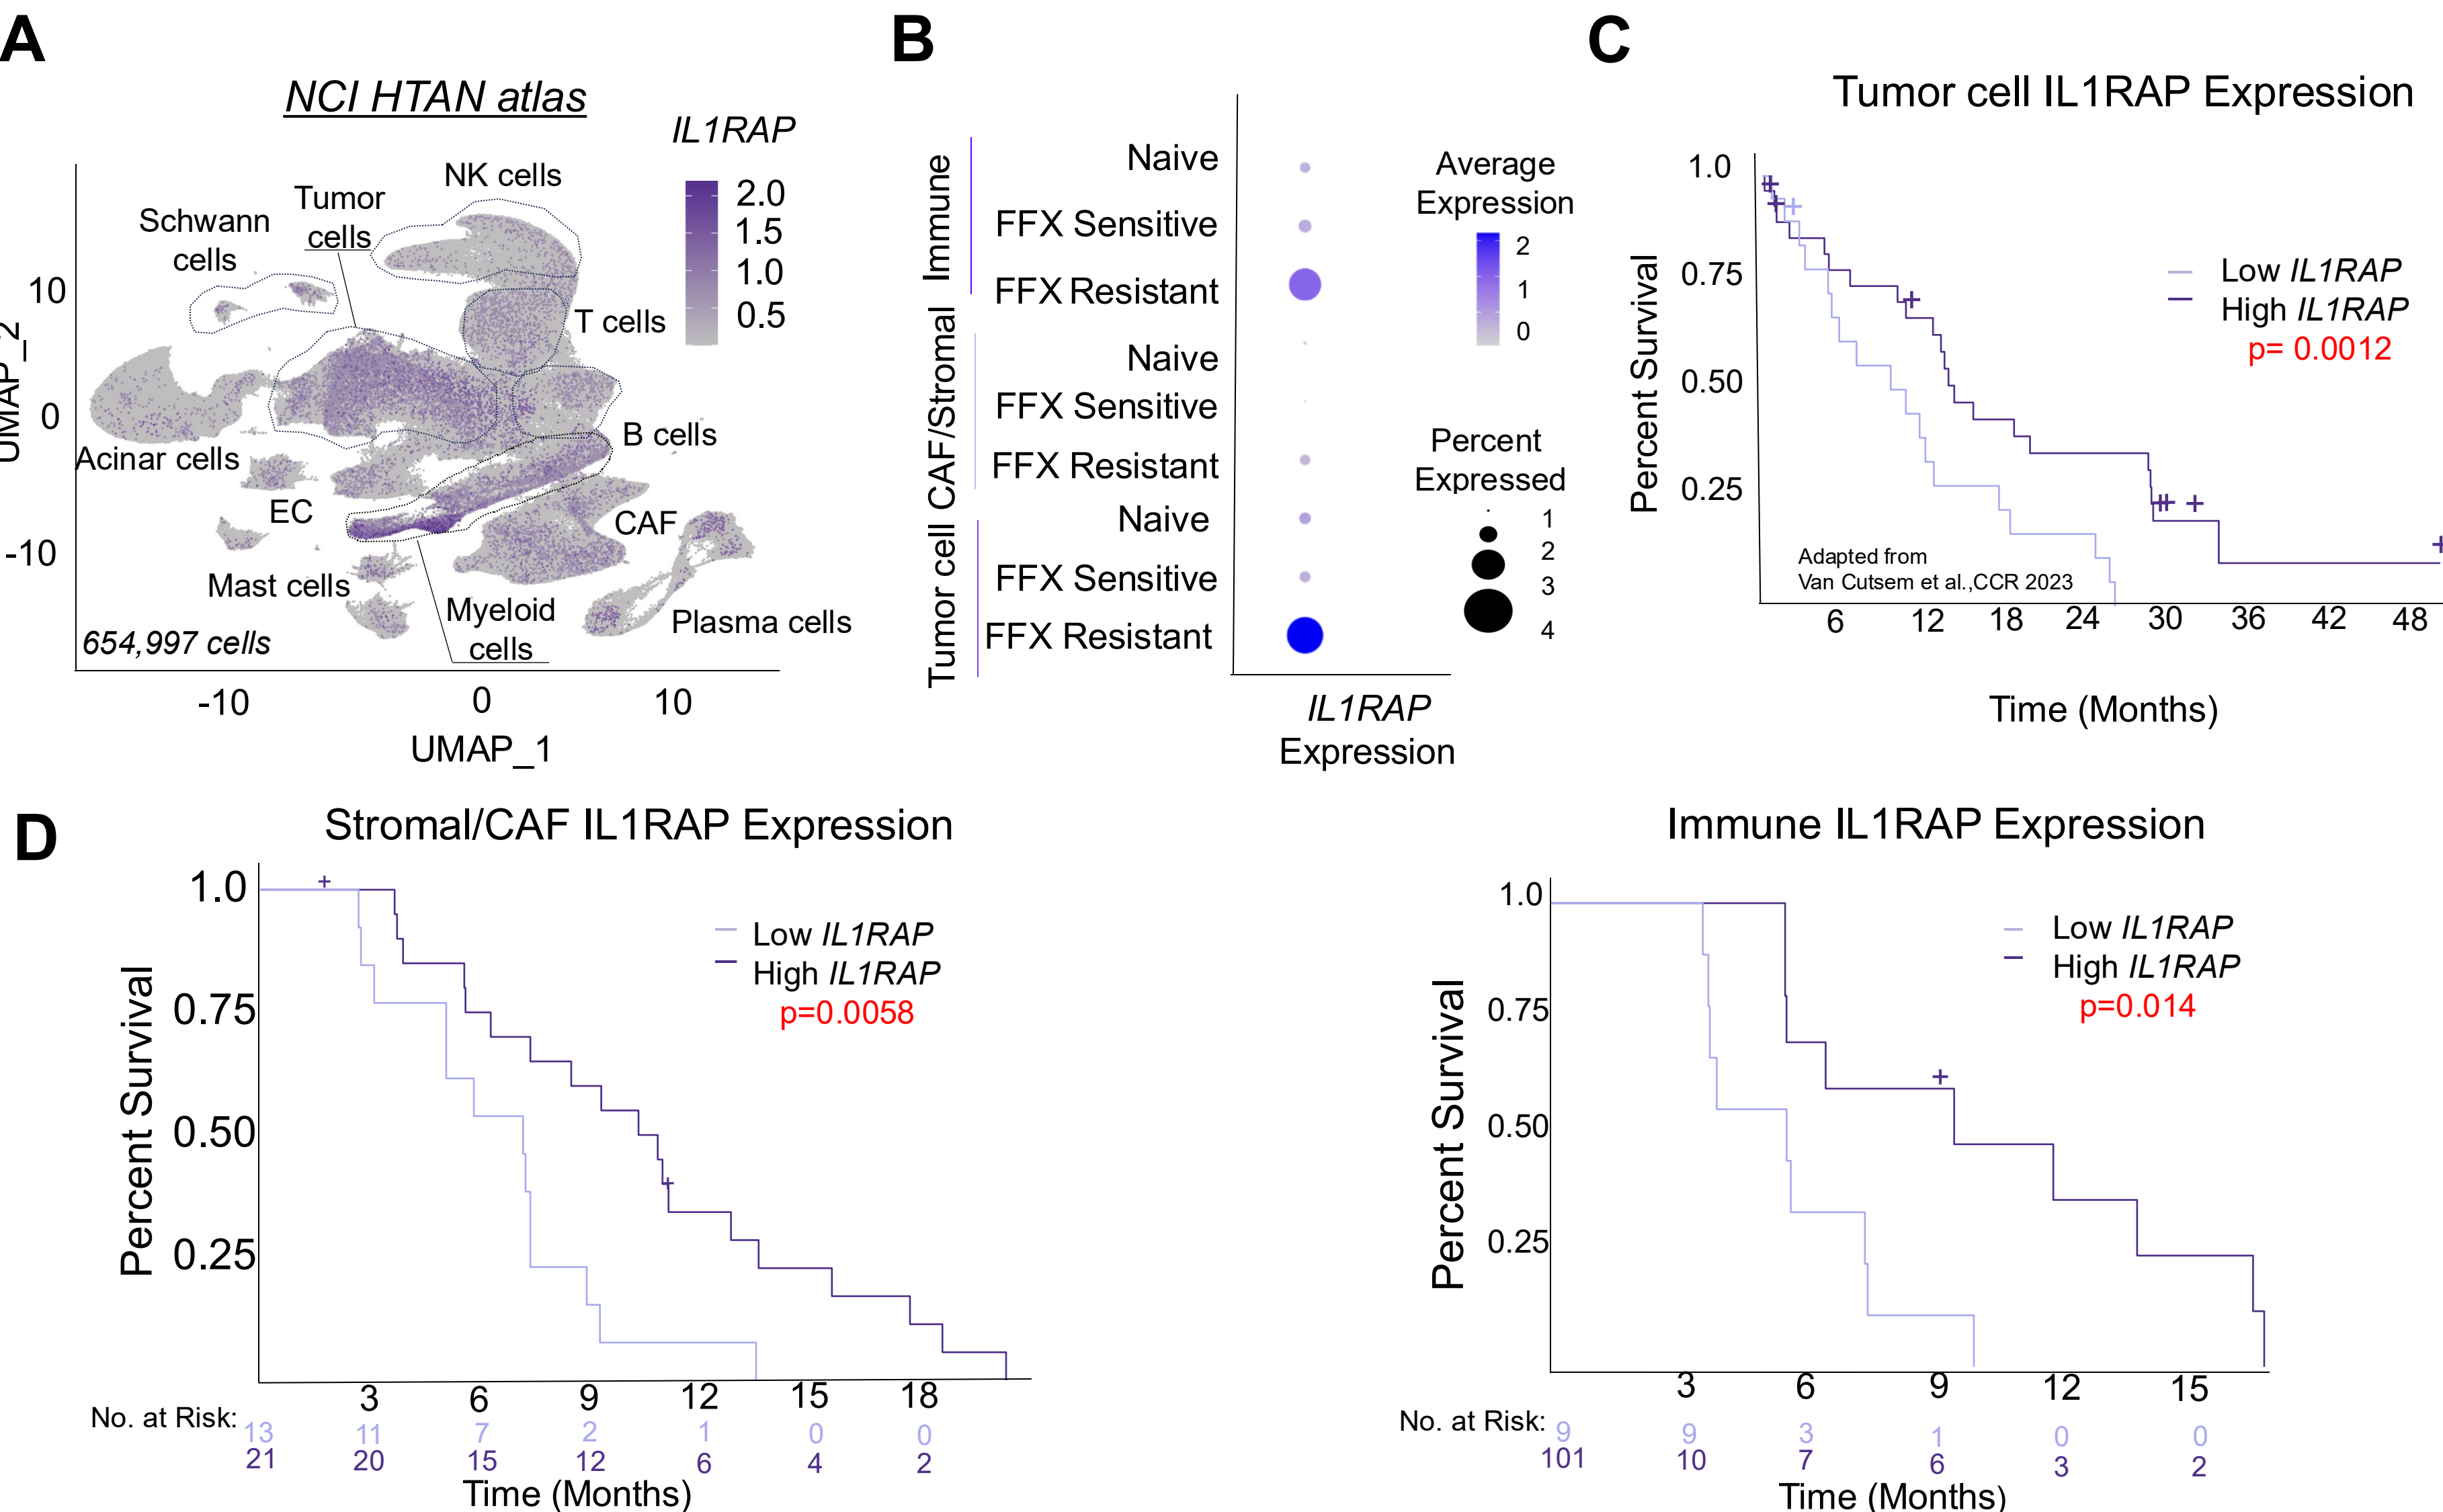 A
NCI HTAN atlas
IL1RAP
2.0
1.5
1.0
0.5
NK cells
Tumor
cells
Schwann
cells
T cells
B cells
Acinar cells
EC
CAF
Mast cells
Myeloid
cells
Plasma cells
654,997 cells
10
0
-10
UMAP_2
-10
0
10
UMAP_1
B
Immune
Naive
FFX Sensitive
FFX Resistant
CAF/Stromal
Naive
FFX Sensitive
FFX Resistant
Tumor cell
Naive
FFX Sensitive
FFX Resistant
Average
Expression
2
1
0
Percent
Expressed
1
2
3
4
IL1RAP
Expression
C
Tumor cell IL1RAP Expression
Percent Survival
1.0
0.75
0.50
0.25
Low IL1RAP
High IL1RAP
p= 0.0012
Adapted from
Van Cutsem et al.,CCR 2023
6 12 18 24 30 36 42 48
Time (Months)
D
Stromal/CAF IL1RAP Expression
Percent Survival
1.0
0.75
0.50
0.25
Low IL1RAP
High IL1RAP
p=0.0058
3 6 9 12 15 18
No. at Risk:
13 11 7 2 1 0 0
21 20 15 12 6 4 2
Time (Months)
Immune IL1RAP Expression
Percent Survival
1.0
0.75
0.50
0.25
Low IL1RAP
High IL1RAP
p=0.014
3 6 9 12 15
No. at Risk:
9 9 3 1 0 0
101 10 7 6 3 2
Time (Months)